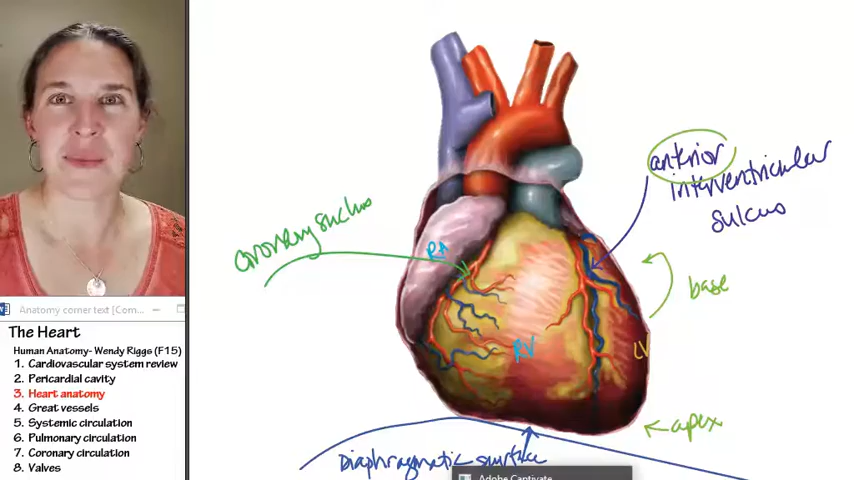 anterior
interventricular
sulcus
coronary sulcus
RA
base
RV
LV
apex
Diaphragmatic surface
Anatomy corner text [Com...
The Heart
Human Anatomy- Wendy Riggs (F15)
1. Cardiovascular system review
2. Pericardial cavity
3. Heart anatomy
4. Great vessels
5. Systemic circulation
6. Pulmonary circulation
7. Coronary circulation
8. Valves
Adobe Captivate